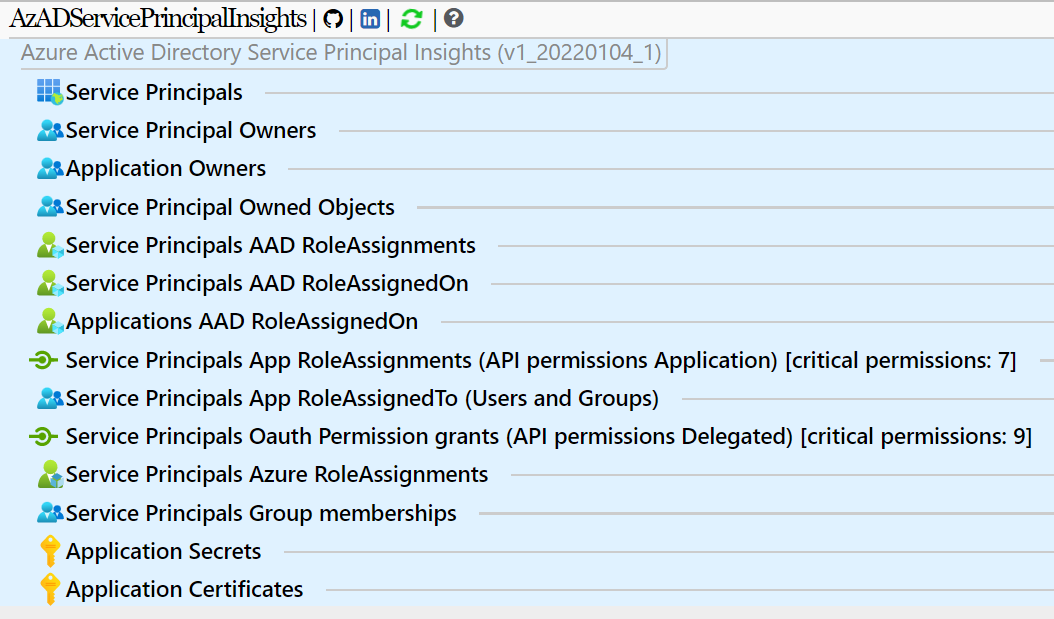 AzADServicePrincipalInsights | | | |
Azure Active Directory Service Principal Insights (v1_20220104_1)
Service Principals
Service Principal Owners
Application Owners
Service Principal Owned Objects
Service Principals AAD RoleAssignments
Service Principals AAD RoleAssignedOn
Applications AAD RoleAssignedOn
Service Principals App RoleAssignments (API permissions Application) [critical permissions: 7]
Service Principals App RoleAssignedTo (Users and Groups)
Service Principals Oauth Permission grants (API permissions Delegated) [critical permissions: 9]
Service Principals Azure RoleAssignments
Service Principals Group memberships
Application Secrets
Application Certificates